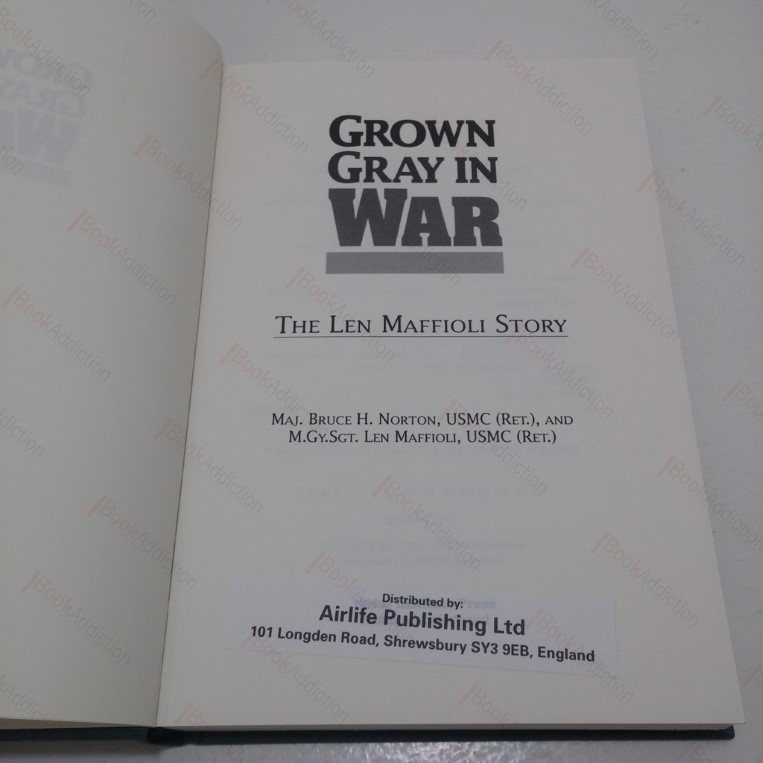 GROWN
GRAY IN
WAR
THE LEN MAFFIOLI STORY
MAJ. BRUCE H. NORTON, USMC (RET.), AND
M.GY.SGT. LEN MAFFIOLI, USMC (RET.)
Distributed by:
Airlife Publishing Ltd
101 Longden Road, Shrewsbury SY3 9EB, England
BookAddiction